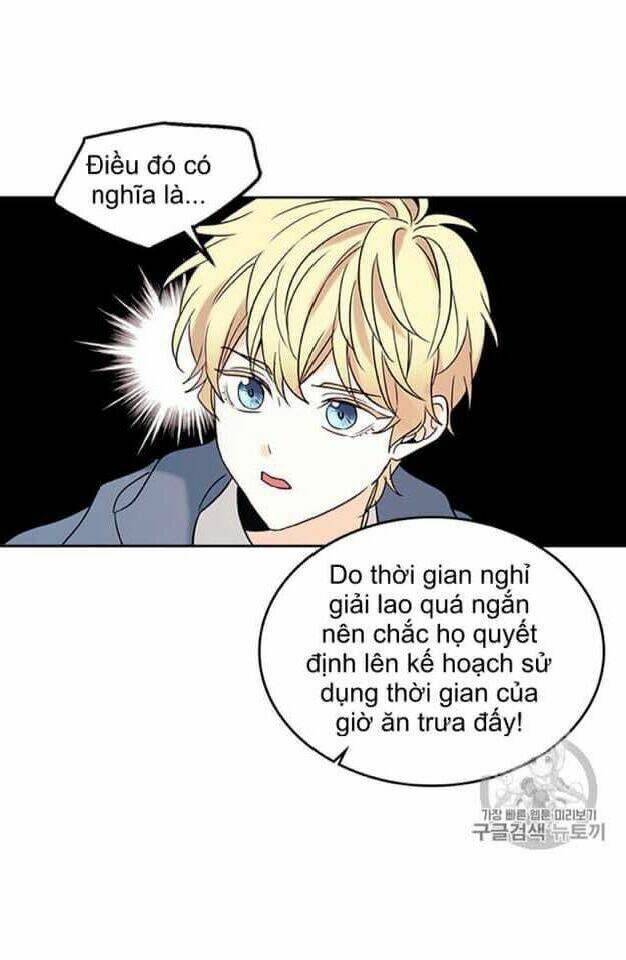 Điều đó có
nghĩa là...
Do thời gian nghỉ
giải lao quá ngắn
nên chắc họ quyết
định lên kế hoạch sử
dụng thời gian của
giờ ăn trưa đấy!
가장 빠른 웹툰 미리보기
구글검색 뉴토끼